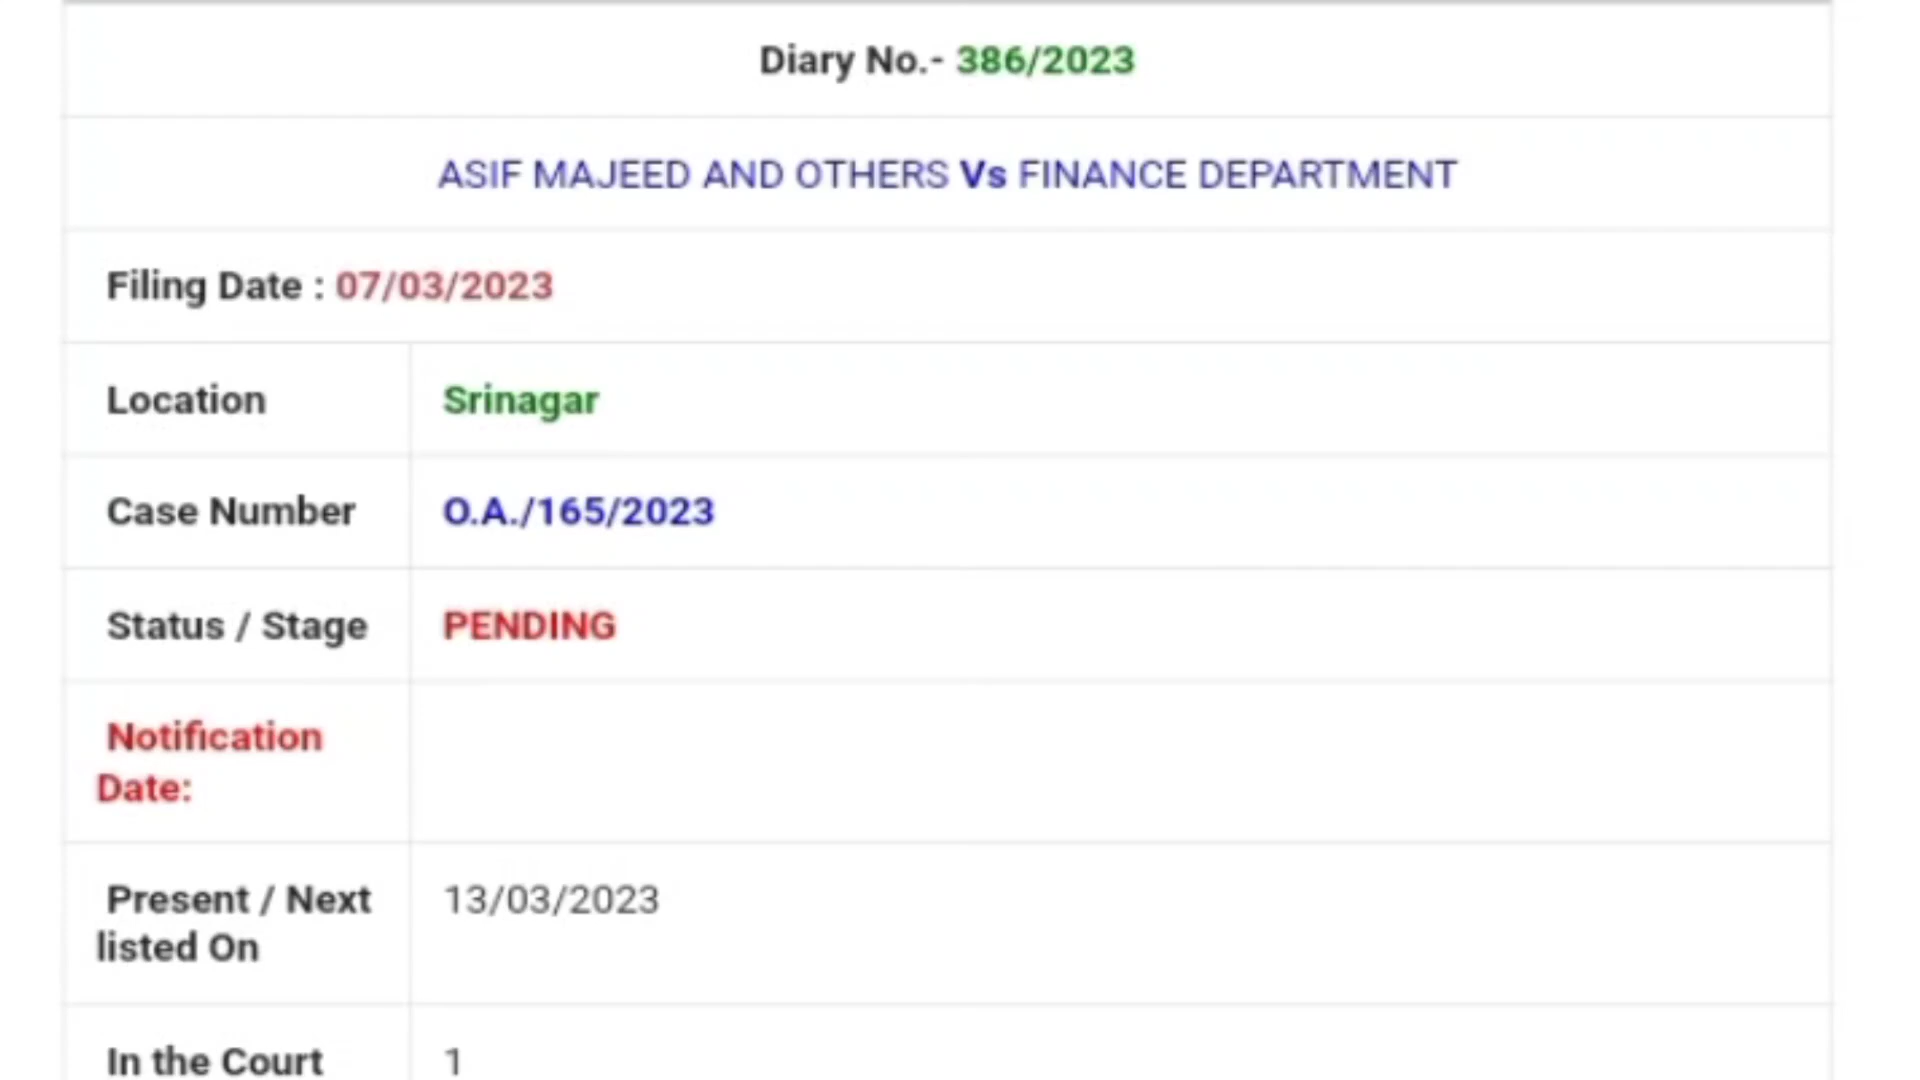 Diary No.- 386/2023
ASIF MAJEED AND OTHERS Vs FINANCE DEPARTMENT
Filing Date : 07/03/2023
Location Srinagar
Case Number O.A./165/2023
Status / Stage PENDING
Notification
Date:
Present / Next 13/03/2023
listed On
In the Court 1